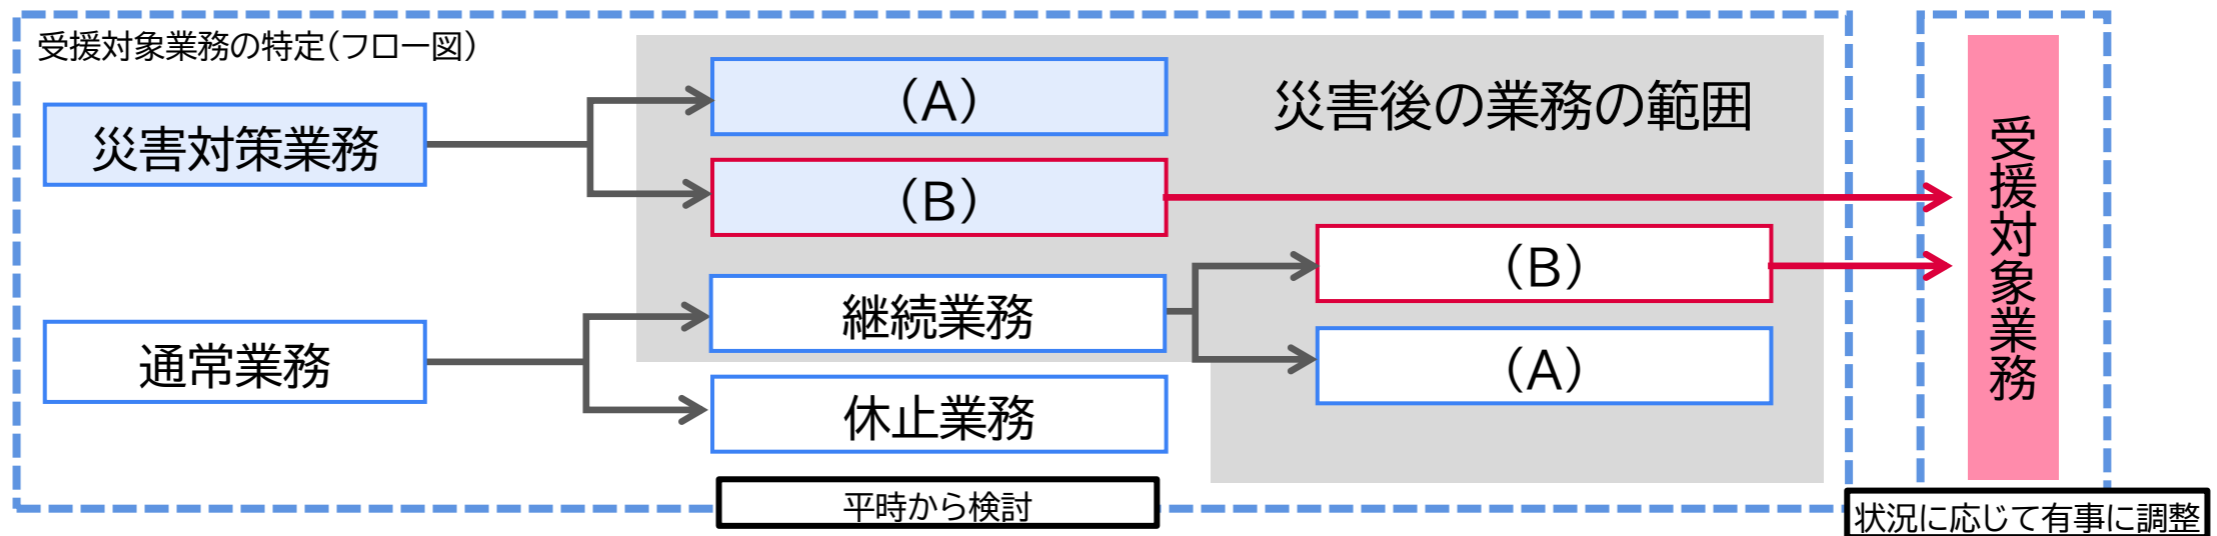 受援対象業務の特定(フロー図)
災害対策業務
(A)
災害後の業務の範囲
(B)
(B)
通常業務
継続業務
(A)
休止業務
平時から検討
受援対象業務
状況に応じて有事に調整